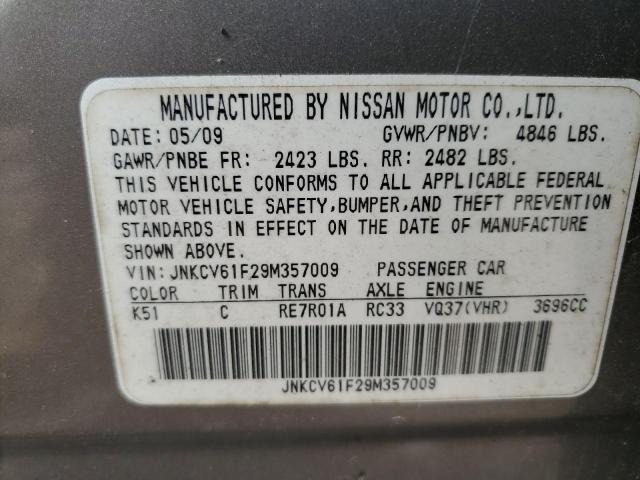 MANUFACTURED BY NISSAN MOTOR CO.,LTD.
DATE: 05/09 GVWR/PNBV: 4846 LBS.
GAWR/PNBE FR: 2423 LBS. RR: 2482 LBS.
THIS VEHICLE CONFORMS TO ALL APPLICABLE FEDERAL
MOTOR VEHICLE SAFETY,BUMPER,AND THEFT PREVENTION
STANDARDS IN EFFECT ON THE DATE OF MANUFACTURE
SHOWN ABOVE.
VIN: JNKCV61F29M357009 PASSENGER CAR
COLOR TRIM TRANS AXLE ENGINE
K51 C RE7R01A RC33 VQ37(VHR) 3696CC
JNKCV61F29M357009